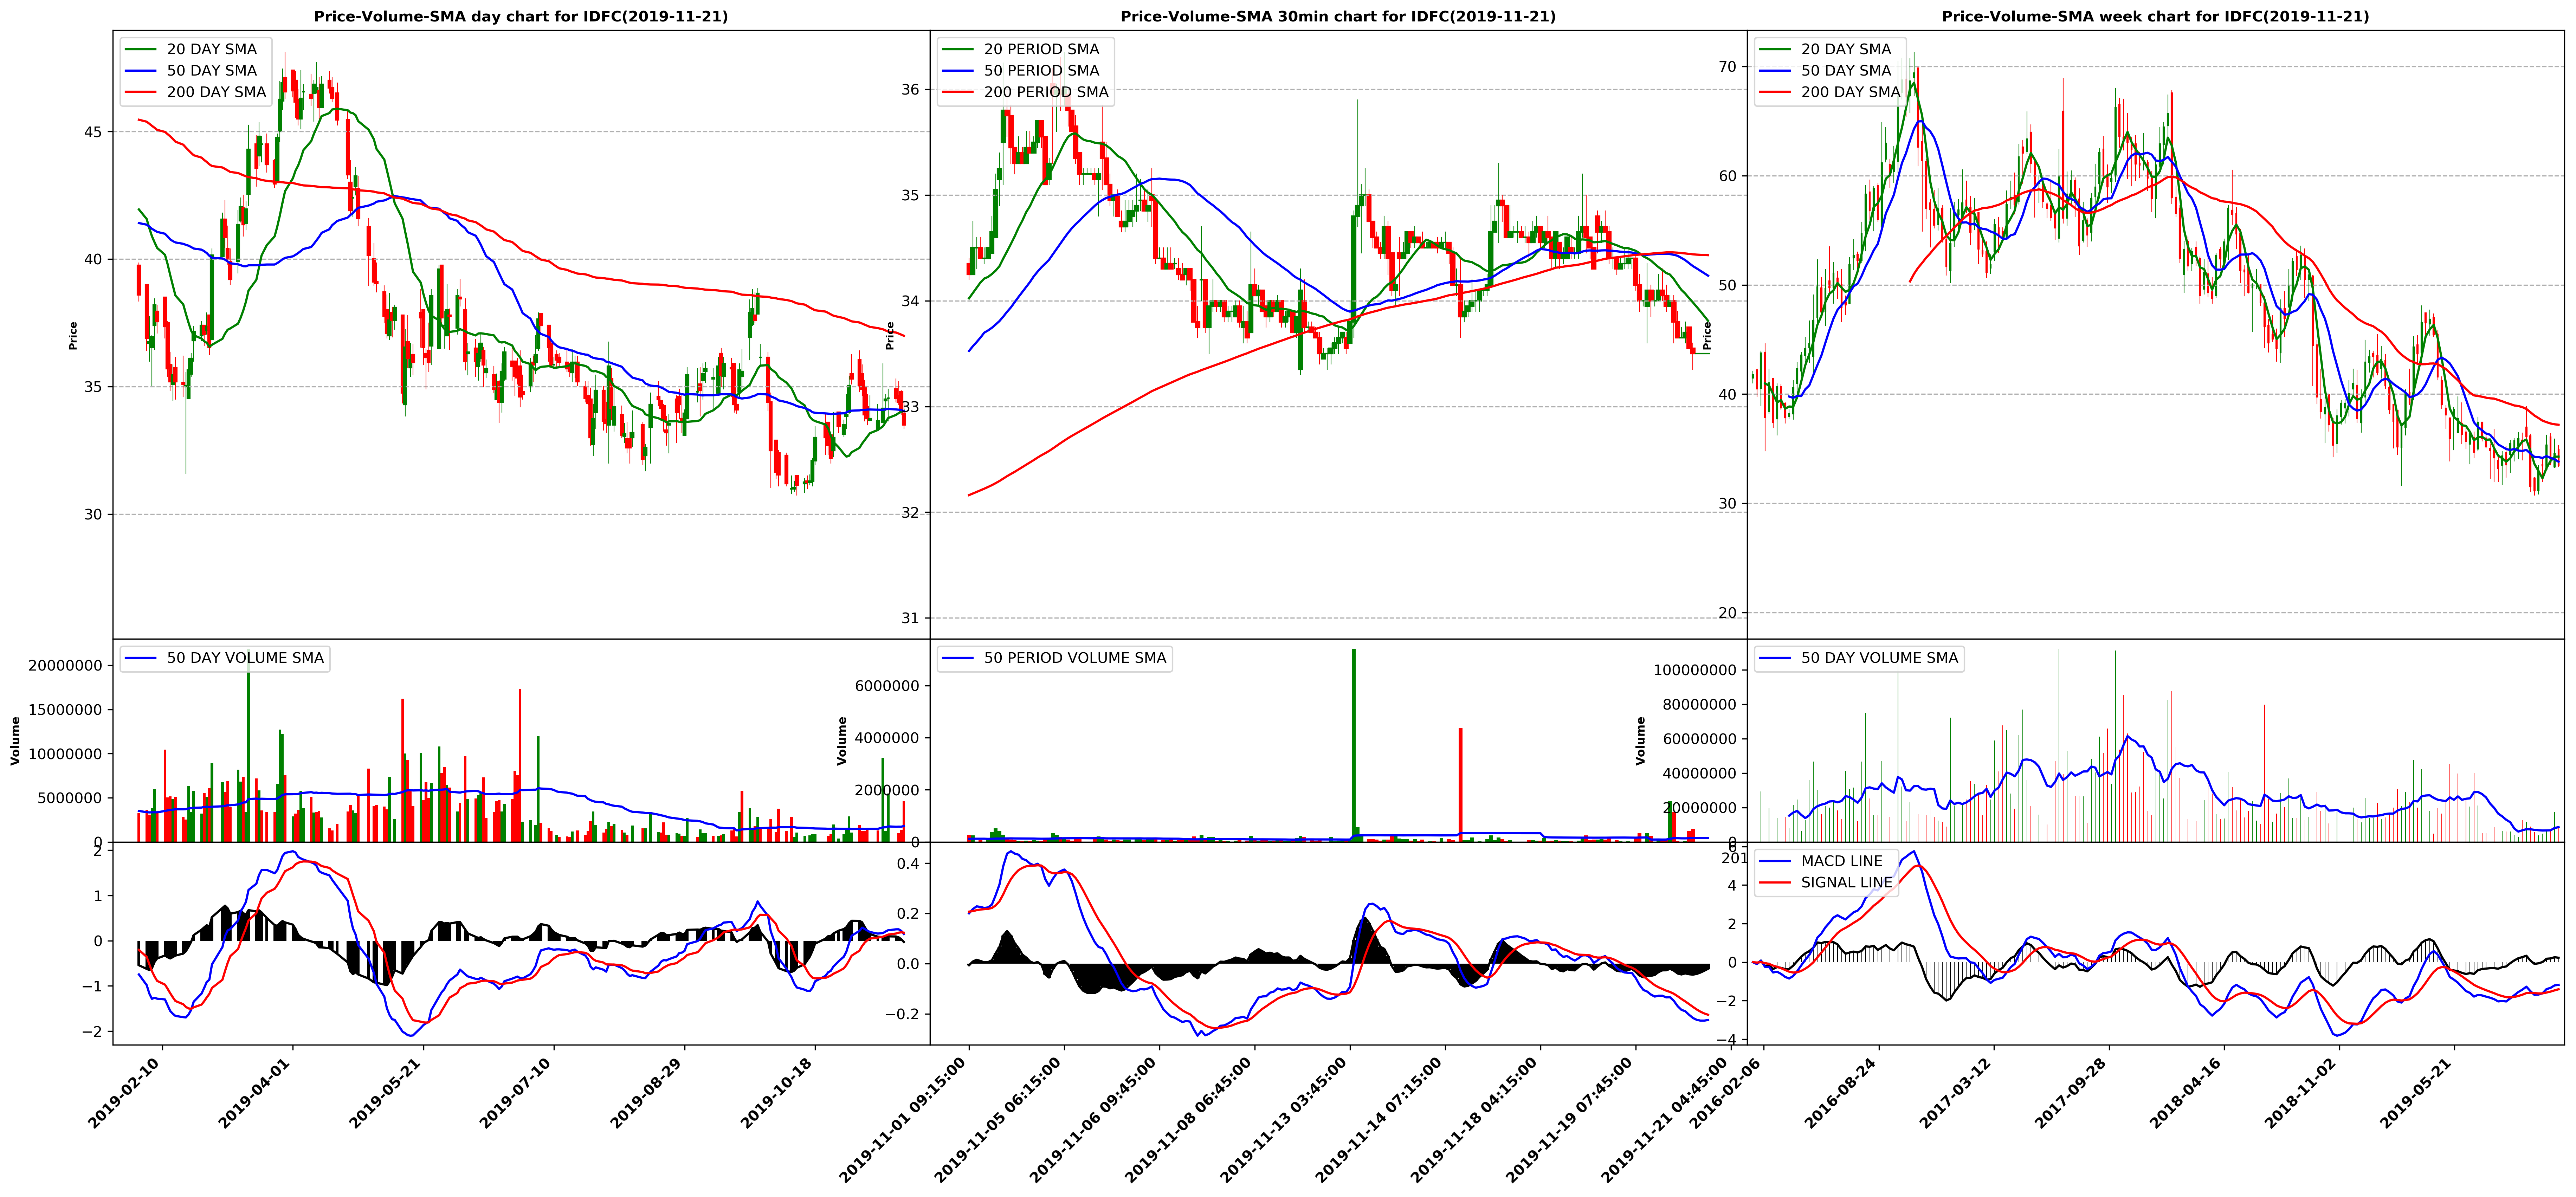 Price-Volume-SMA day chart for IDFC(2019-11-21)
20 DAY SMA
50 DAY SMA
200 DAY SMA
45
40
35
30
Price
50 DAY VOLUME SMA
20000000
15000000
10000000
5000000
0
Volume
2
1
0
−1
−2
2019-02-10
2019-04-01
2019-05-21
2019-07-10
2019-08-29
2019-10-18
Price-Volume-SMA 30min chart for IDFC(2019-11-21)
20 PERIOD SMA
50 PERIOD SMA
200 PERIOD SMA
36
35
34
33
32
31
Price
50 PERIOD VOLUME SMA
6000000
4000000
2000000
0
Volume
0.4
0.2
0.0
−0.2
2019-11-01 09:15:00
2019-11-05 06:15:00
2019-11-06 09:45:00
2019-11-08 06:45:00
2019-11-13 03:45:00
2019-11-14 07:15:00
2019-11-18 04:15:00
2019-11-19 07:45:00
2019-11-21 04:45:00
Price-Volume-SMA week chart for IDFC(2019-11-21)
20 DAY SMA
50 DAY SMA
200 DAY SMA
70
60
50
40
30
20
Price
50 DAY VOLUME SMA
100000000
80000000
60000000
40000000
20000000
Volume
MACD LINE
SIGNAL LINE
6
4
2
0
−2
−4
2016-02-06
2016-08-24
2017-03-12
2017-09-28
2018-04-16
2018-11-02
2019-05-21